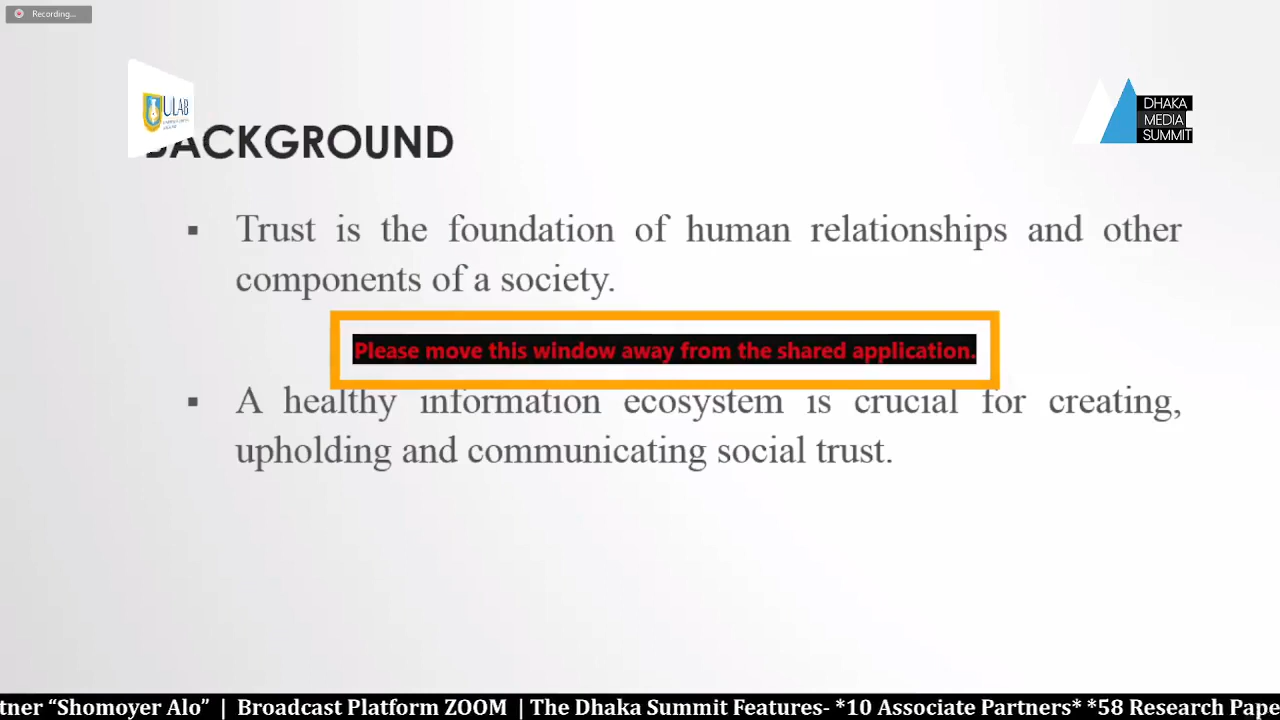 Recording...
ULAB
DHAKA
MEDIA
SUMMIT
BACKGROUND
▪ Trust is the foundation of human relationships and other
components of a society.
Please move this window away from the shared application.
▪ A healthy information ecosystem is crucial for creating,
upholding and communicating social trust.
tner “Shomoyer Alo” | Broadcast Platform ZOOM | The Dhaka Summit Features- *10 Associate Partners* *58 Research Pape